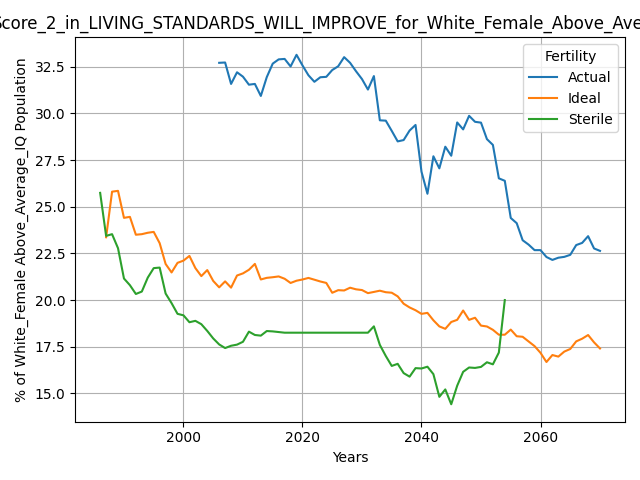 Score_2_in_LIVING_STANDARDS_WILL_IMPROVE_for_White_Female_Above_Ave
Fertility
Actual
Ideal
Sterile
% of White_Female Above_Average_IQ Population
32.5
30.0
27.5
25.0
22.5
20.0
17.5
15.0
2000
2020
2040
2060
Years